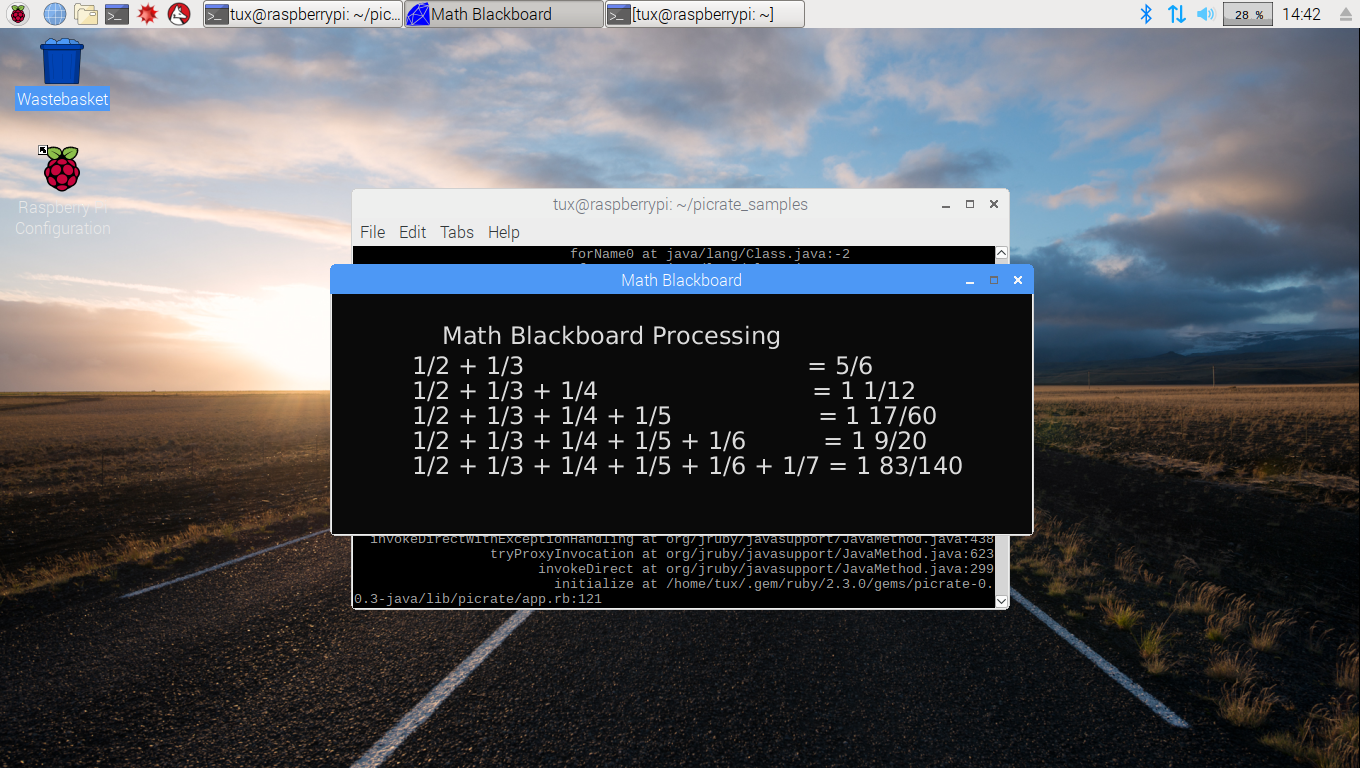 tux@raspberrypi: ~/pic...
Math Blackboard
[tux@raspberrypi: ~]
28 %
14:42
Wastebasket
Raspberry Pi
Configuration
tux@raspberrypi: ~/picrate_samples
File Edit Tabs Help
forName0 at java/lang/Class.java:-2
Math Blackboard
Math Blackboard Processing
1/2 + 1/3 = 5/6
1/2 + 1/3 + 1/4 = 1 1/12
1/2 + 1/3 + 1/4 + 1/5 = 1 17/60
1/2 + 1/3 + 1/4 + 1/5 + 1/6 = 1 9/20
1/2 + 1/3 + 1/4 + 1/5 + 1/6 + 1/7 = 1 83/140
invokeDirectWithExceptionHandling at org/jruby/javasupport/JavaMethod.java:438
tryProxyInvocation at org/jruby/javasupport/JavaMethod.java:623
invokeDirect at org/jruby/javasupport/JavaMethod.java:299
initialize at /home/tux/.gem/ruby/2.3.0/gems/picrate-0.
0.3-java/lib/picrate/app.rb:121